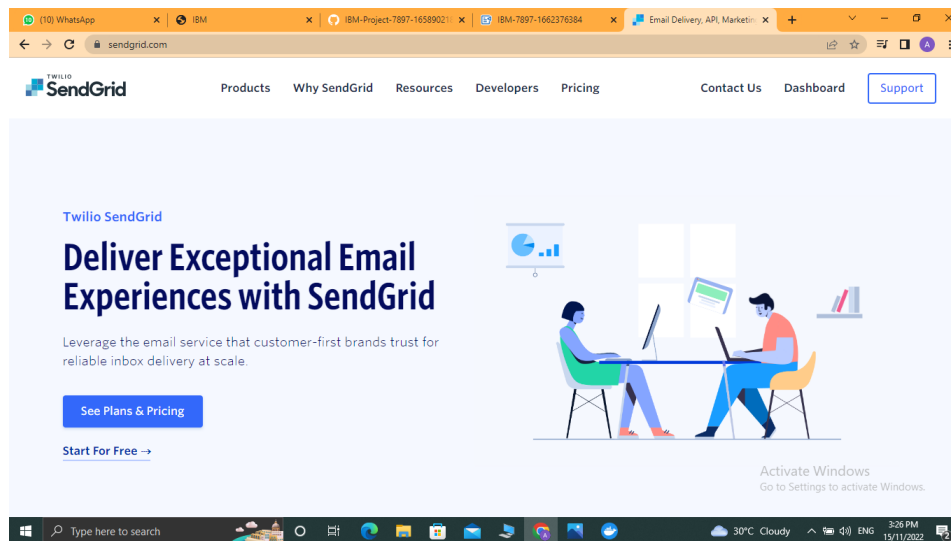 (10) WhatsApp
IBM
IBM-Project-7897-16589021
IBM-7897-1662376384
Email Delivery, API, Marketin
sendgrid.com
TWILIO
SendGrid
Products
Why SendGrid
Resources
Developers
Pricing
Contact Us
Dashboard
Support
Twilio SendGrid
Deliver Exceptional Email
Experiences with SendGrid
Leverage the email service that customer-first brands trust for
reliable inbox delivery at scale.
See Plans & Pricing
Start For Free →
Activate Windows
Go to Settings to activate Windows.
Type here to search
30°C Cloudy
ENG
3:26 PM
15/11/2022